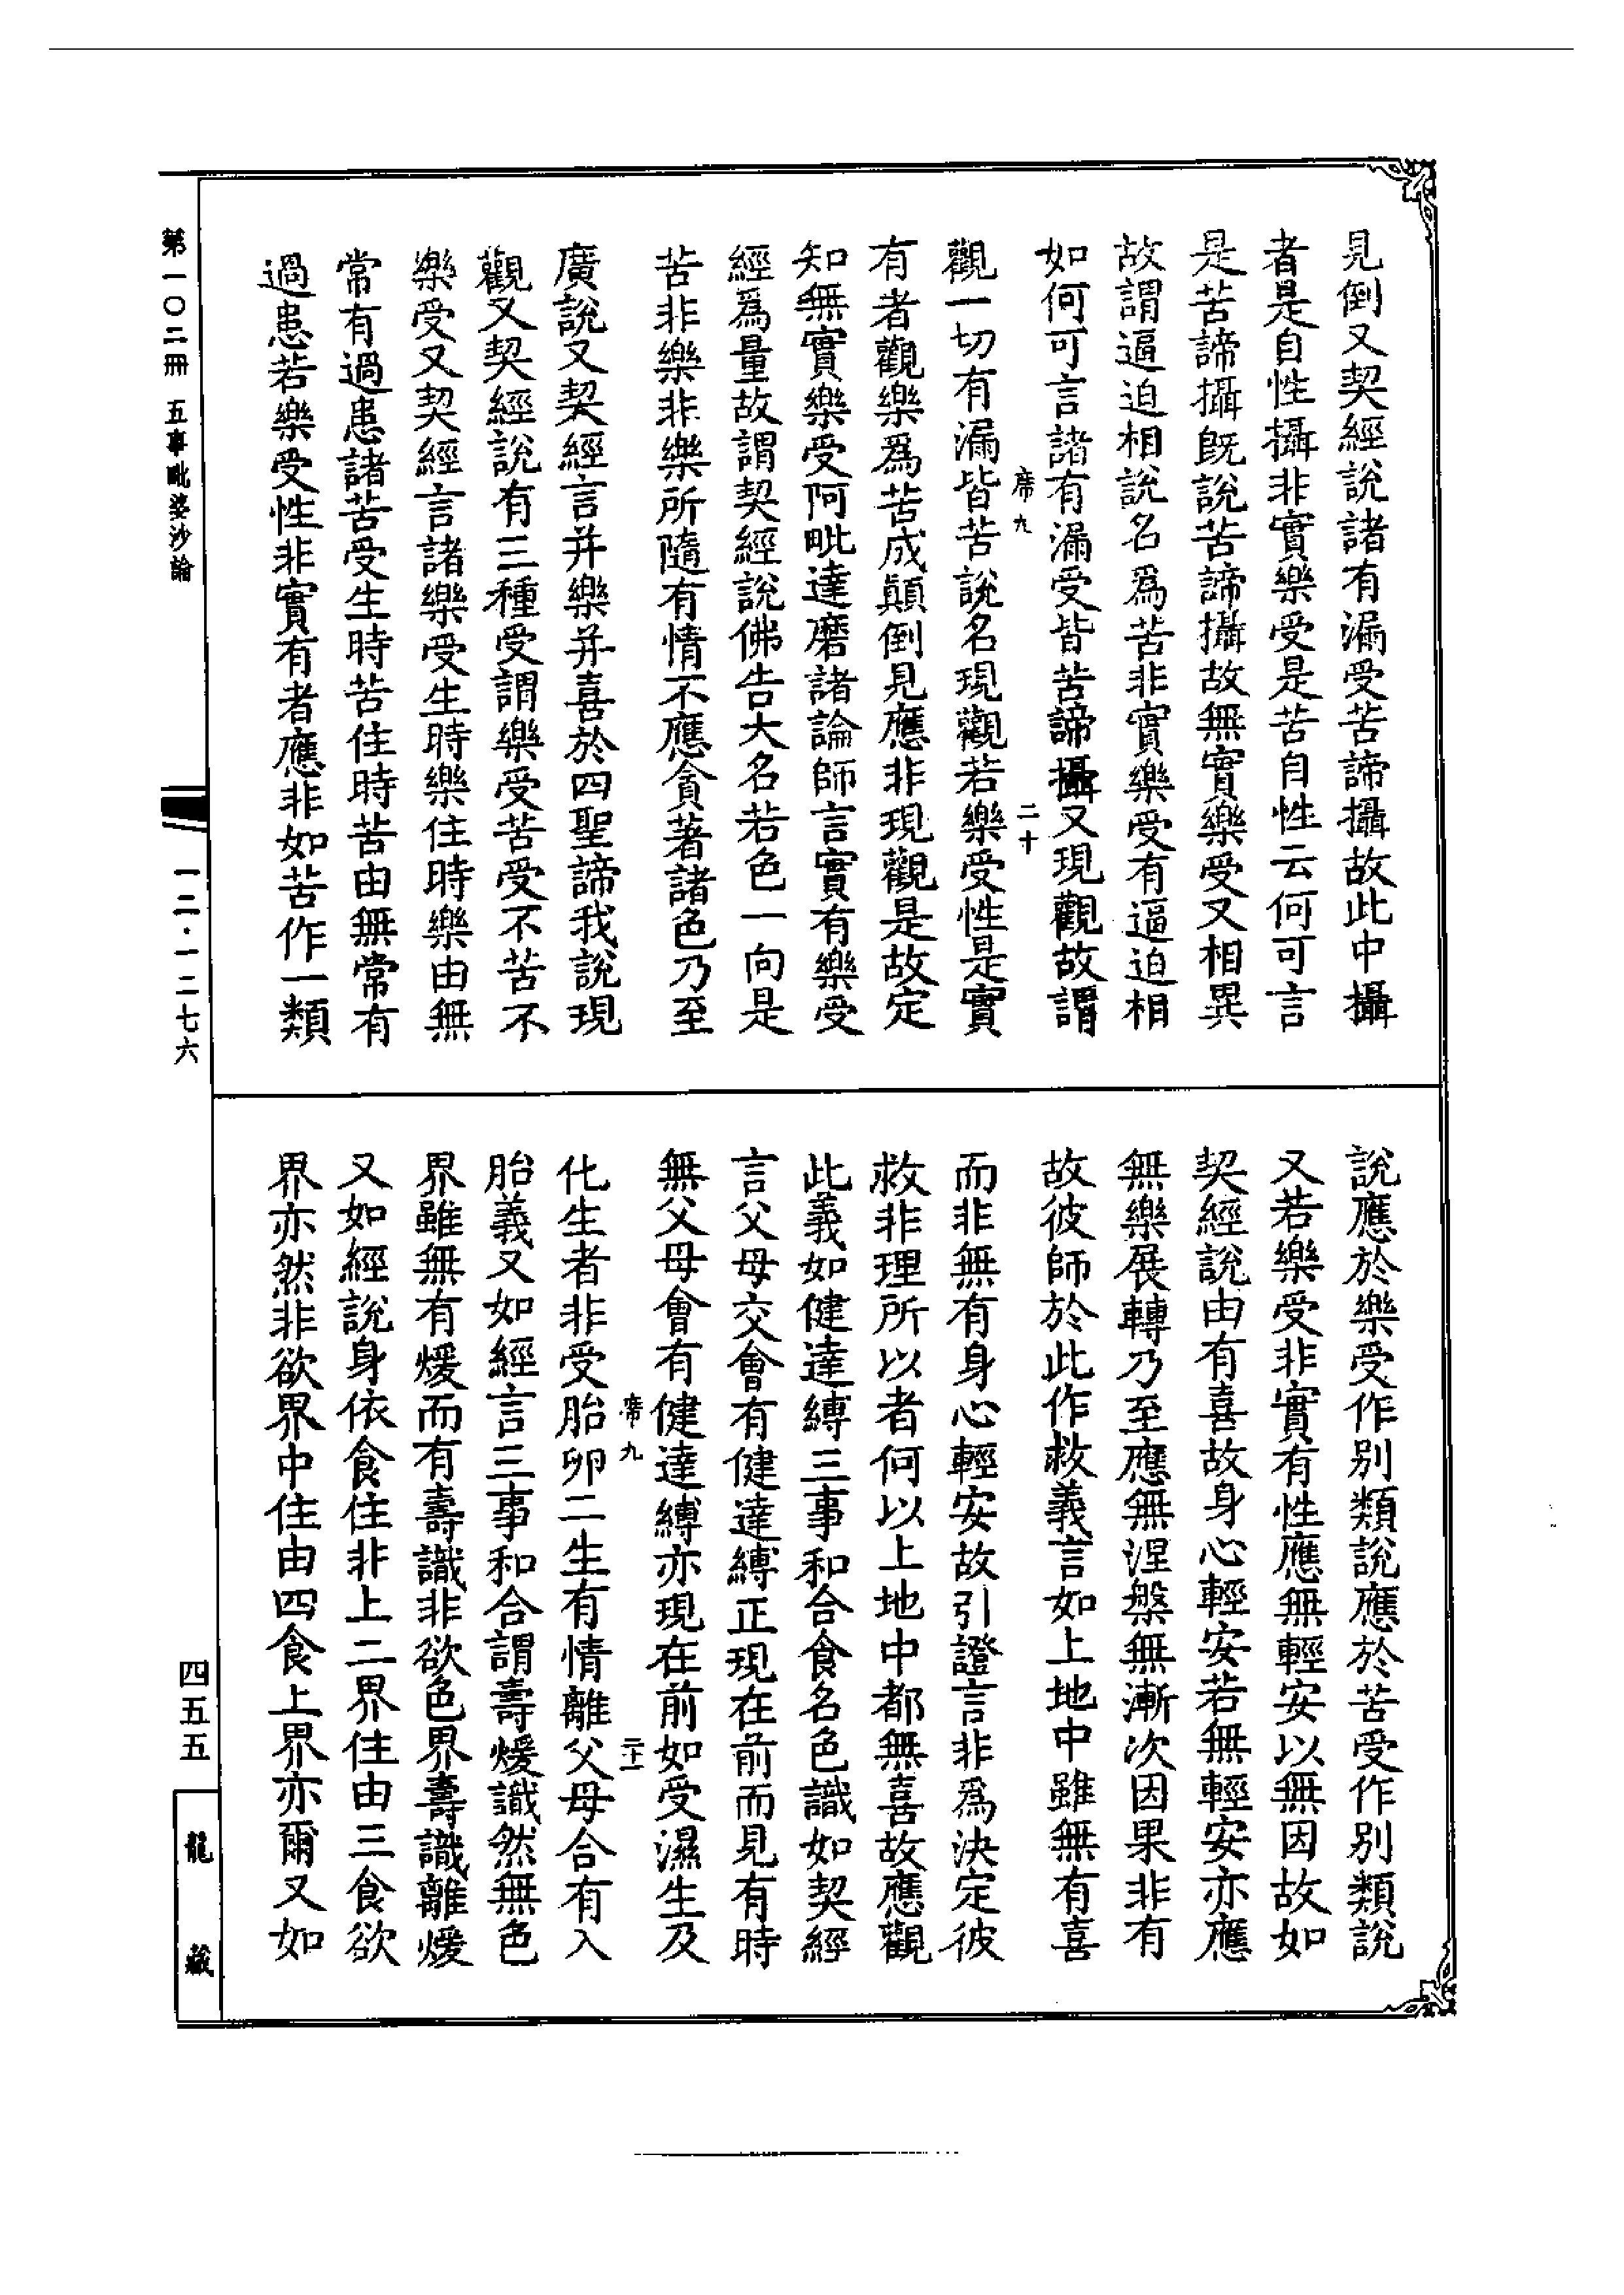 見倒又契經說諸有漏受苦諦攝故此中攝
者是自性攝非實樂受是苦自性云何可言
是苦諦攝旣說苦諦攝故無實樂受又相異
故謂逼迫相說名爲苦非實樂受有逼迫相
如何可言諸有漏受皆苦諦攝又現觀故謂
席九 二十
觀一切有漏皆苦說名現觀若樂受性是實
有者觀樂爲苦成顛倒見應非現觀是故定
知無實樂受阿毗達磨諸論師言實有樂受
經爲量故謂契經說佛告大名若色一向是
苦非樂非樂所隨有情不應貪著諸色乃至
廣說又契經言并樂并喜於四聖諦我說現
觀又契經說有三種受謂樂受苦受不苦不
樂受又契經言諸樂受生時樂住時樂由無
常有過患諸苦受生時苦住時苦由無常有
過患若樂受性非實有者應非如苦作一類
說應於樂受作別類說應於苦受作別類說
又若樂受非實有性應無輕安以無因故如
契經說由有喜故身心輕安若無輕安亦應
無樂展轉乃至應無涅槃無漸次因果非有
故彼師於此作救義言如上地中雖無有喜
而非無有身心輕安故引證言非爲決定彼
救非理所以者何以上地中都無喜故應觀
此義如健達縛三事和合食名色識如契經
言父母交會有健達縛正現在前而見有時
無父母會有健達縛亦現在前如受濕生及
席九 二十一
化生者非受胎卵二生有情離父母合有入
胎義又如經言三事和合謂壽煖識然無色
界雖無有煖而有壽識非欲色界壽識離煖
又如經說身依食住非上二界住由三食欲
界亦然非欲界中住由四食上界亦爾又如
第一〇二冊 五事毗婆沙論
一二·一二七六
四五五
龍藏